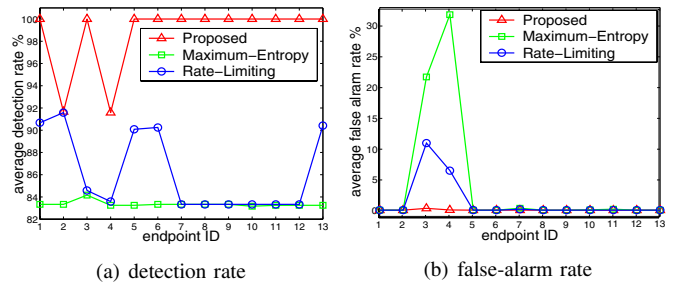 100
98
96
94
92
90
88
86
84
82
average detection rate %
Proposed
Maximum-Entropy
Rate-Limiting
1 2 3 4 5 6 7 8 9 10 11 12 13
endpoint ID
(a) detection rate
30
25
20
15
10
5
0
average false alram rate %
Proposed
Maximum-Entropy
Rate-Limiting
1 2 3 4 5 6 7 8 9 10 11 12 13
endpoint ID
(b) false-alarm rate